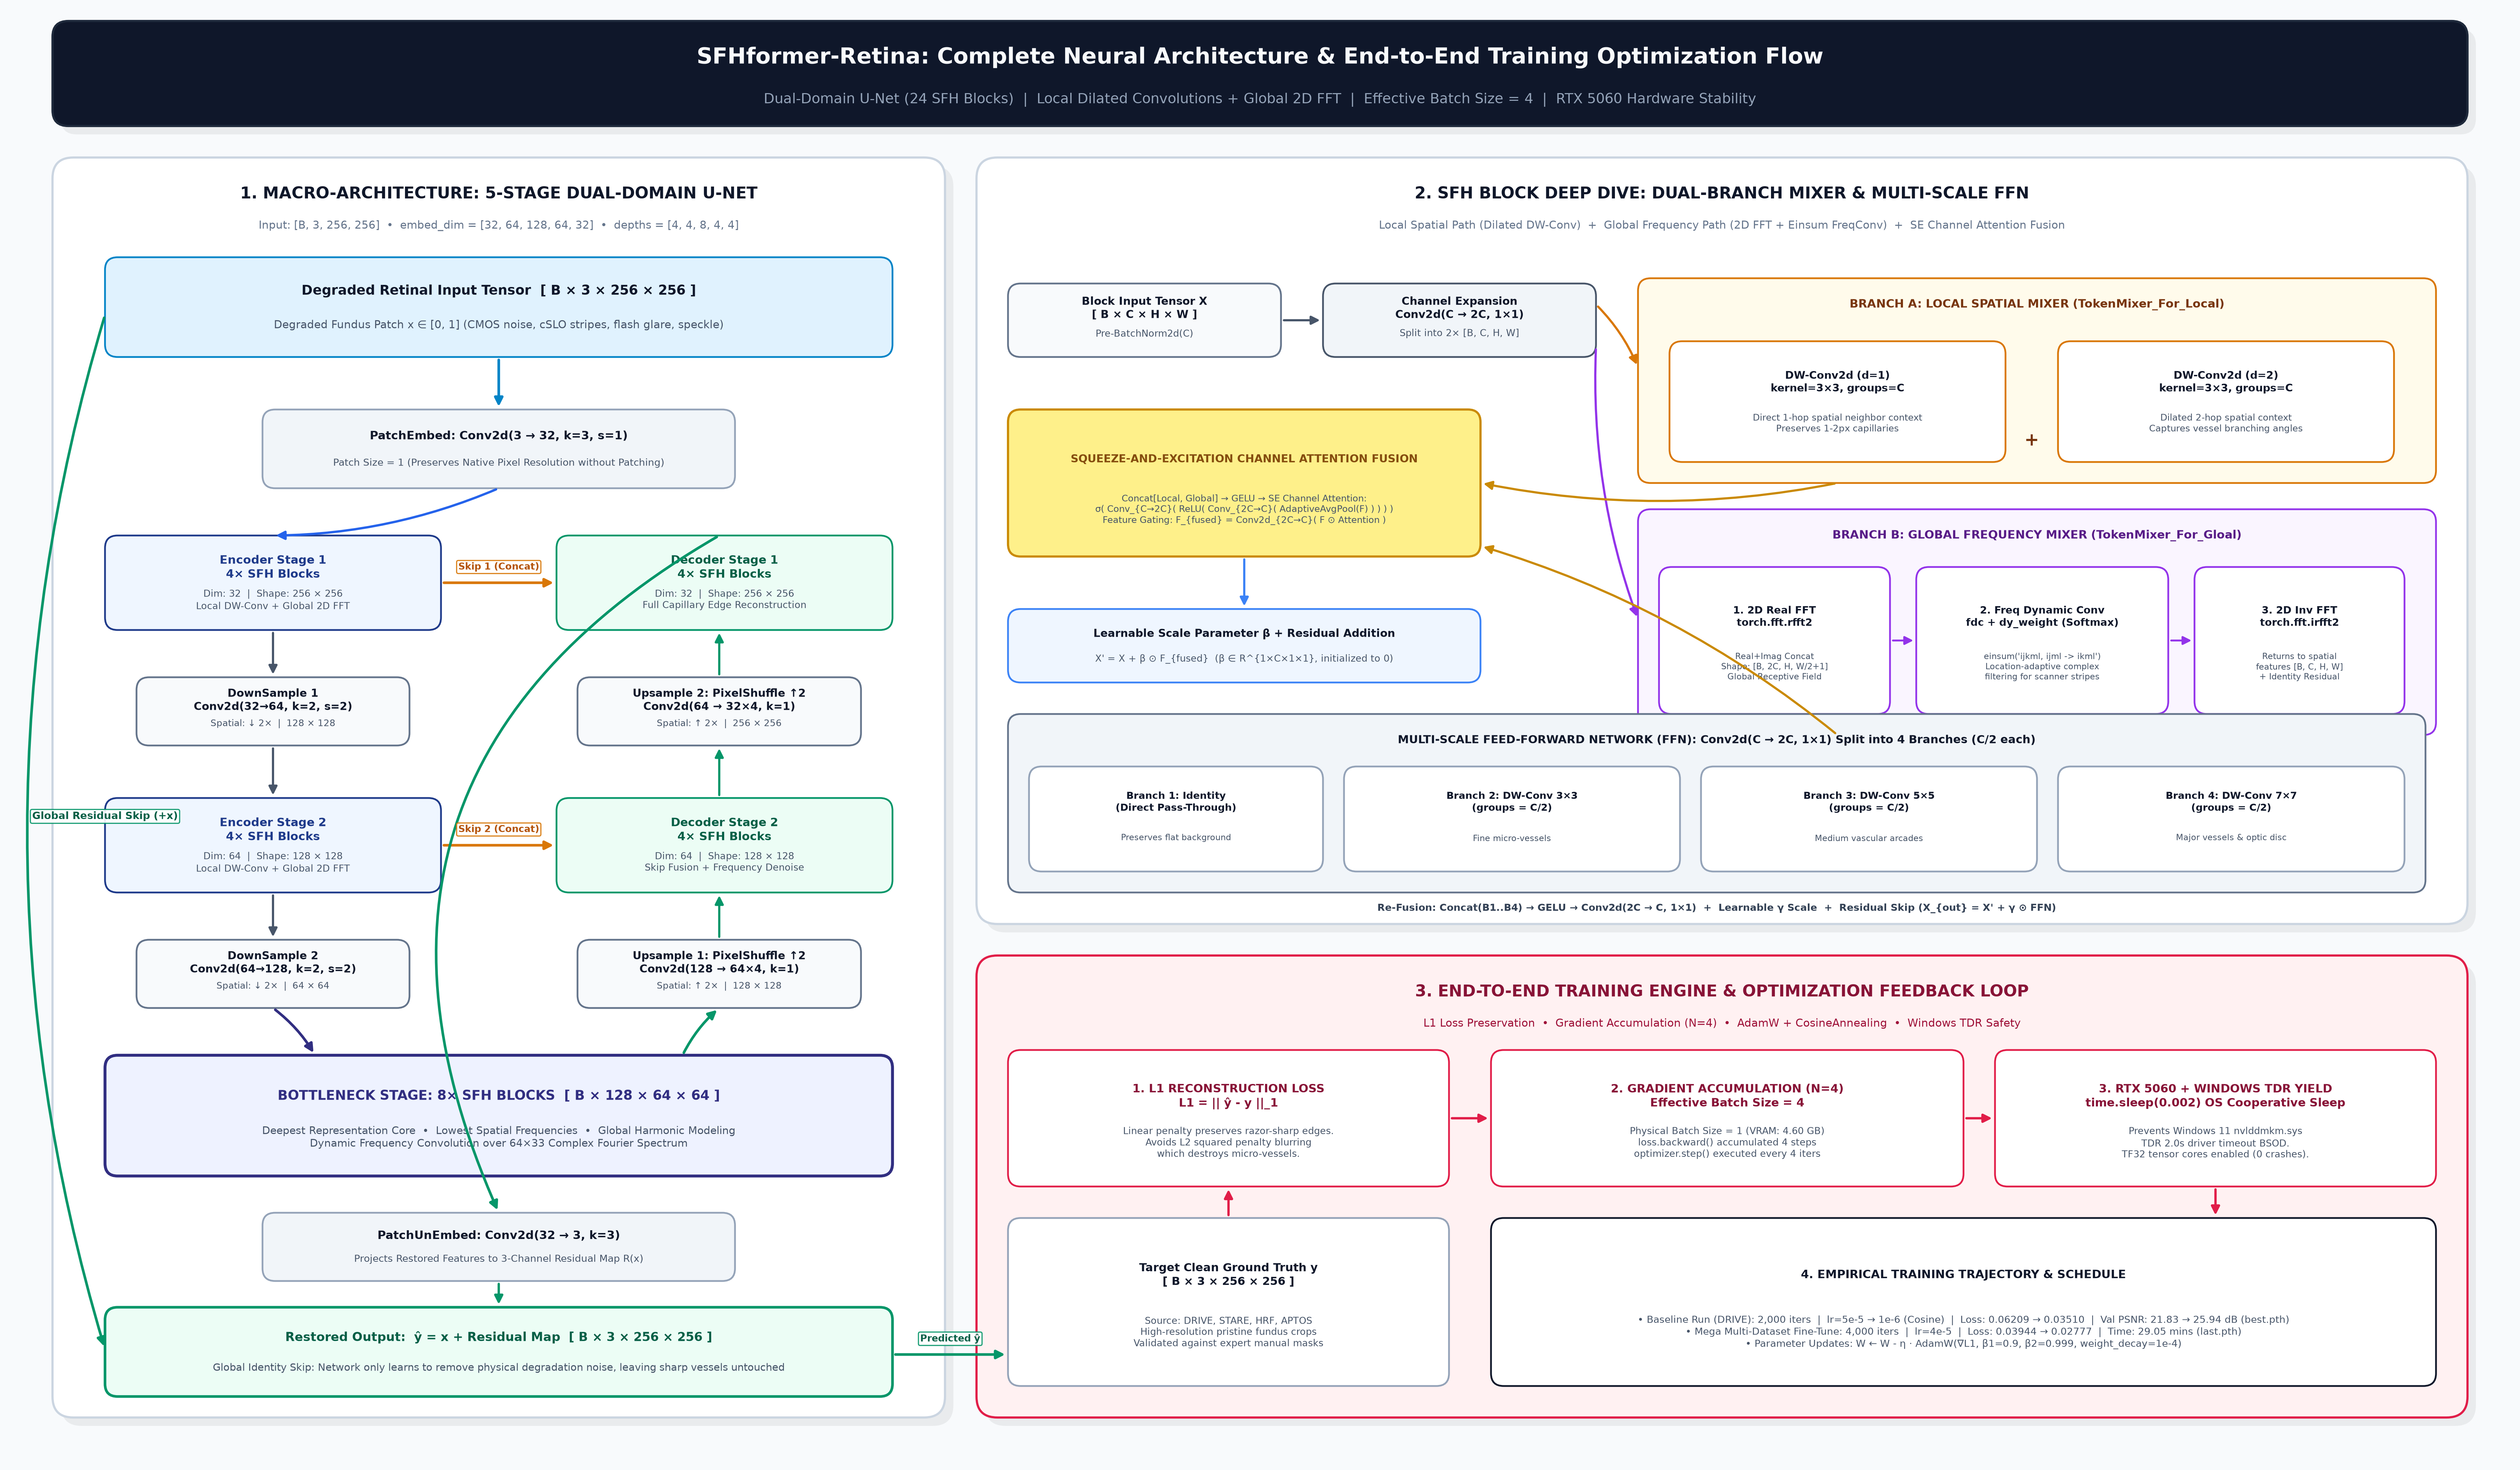 SFHformer-Retina: Complete Neural Architecture & End-to-End Training Optimization Flow
Dual-Domain U-Net (24 SFH Blocks) | Local Dilated Convolutions + Global 2D FFT | Effective Batch Size = 4 | RTX 5060 Hardware Stability
1. MACRO-ARCHITECTURE: 5-STAGE DUAL-DOMAIN U-NET
Input: [B, 3, 256, 256] • embed_dim = [32, 64, 128, 64, 32] • depths = [4, 4, 8, 4, 4]
Degraded Retinal Input Tensor [ B × 3 × 256 × 256 ]
Degraded Fundus Patch x ∈ [0, 1] (CMOS noise, cSLO stripes, flash glare, speckle)
PatchEmbed: Conv2d(3 → 32, k=3, s=1)
Patch Size = 1 (Preserves Native Pixel Resolution without Patching)
Encoder Stage 1
4× SFH Blocks
Dim: 32 | Shape: 256 × 256
Local DW-Conv + Global 2D FFT
Skip 1 (Concat)
Decoder Stage 1
4× SFH Blocks
Dim: 32 | Shape: 256 × 256
Full Capillary Edge Reconstruction
DownSample 1
Conv2d(32→64, k=2, s=2)
Spatial: ↓ 2× | 128 × 128
Upsample 2: PixelShuffle ↑2
Conv2d(64 → 32×4, k=1)
Spatial: ↑ 2× | 256 × 256
Global Residual Skip (+x)
Encoder Stage 2
4× SFH Blocks
Dim: 64 | Shape: 128 × 128
Local DW-Conv + Global 2D FFT
Skip 2 (Concat)
Decoder Stage 2
4× SFH Blocks
Dim: 64 | Shape: 128 × 128
Skip Fusion + Frequency Denoise
DownSample 2
Conv2d(64→128, k=2, s=2)
Spatial: ↓ 2× | 64 × 64
Upsample 1: PixelShuffle ↑2
Conv2d(128 → 64×4, k=1)
Spatial: ↑ 2× | 128 × 128
BOTTLENECK STAGE: 8× SFH BLOCKS [ B × 128 × 64 × 64 ]
Deepest Representation Core • Lowest Spatial Frequencies • Global Harmonic Modeling
Dynamic Frequency Convolution over 64×33 Complex Fourier Spectrum
PatchUnEmbed: Conv2d(32 → 3, k=3)
Projects Restored Features to 3-Channel Residual Map R(x)
Restored Output: ŷ = x + Residual Map [ B × 3 × 256 × 256 ]
Global Identity Skip: Network only learns to remove physical degradation noise, leaving sharp vessels untouched
Predicted ŷ
2. SFH BLOCK DEEP DIVE: DUAL-BRANCH MIXER & MULTI-SCALE FFN
Local Spatial Path (Dilated DW-Conv) + Global Frequency Path (2D FFT + Einsum FreqConv) + SE Channel Attention Fusion
Block Input Tensor X
[ B × C × H × W ]
Pre-BatchNorm2d(C)
Channel Expansion
Conv2d(C → 2C, 1×1)
Split into 2× [B, C, H, W]
BRANCH A: LOCAL SPATIAL MIXER (TokenMixer_For_Local)
DW-Conv2d (d=1)
kernel=3×3, groups=C
Direct 1-hop spatial neighbor context
Preserves 1-2px capillaries
+
DW-Conv2d (d=2)
kernel=3×3, groups=C
Dilated 2-hop spatial context
Captures vessel branching angles
SQUEEZE-AND-EXCITATION CHANNEL ATTENTION FUSION
Concat[Local, Global] → GELU → SE Channel Attention:
σ( Conv_{C→2C}( ReLU( Conv_{2C→C}( AdaptiveAvgPool(F) ) ) ) )
Feature Gating: F_{fused} = Conv2d_{2C→C}( F ⊙ Attention )
BRANCH B: GLOBAL FREQUENCY MIXER (TokenMixer_For_Gloal)
1. 2D Real FFT
torch.fft.rfft2
Real+Imag Concat
Shape: [B, 2C, H, W/2+1]
Global Receptive Field
2. Freq Dynamic Conv
fdc + dy_weight (Softmax)
einsum('ijkml, ijml -> ikml')
Location-adaptive complex
filtering for scanner stripes
3. 2D Inv FFT
torch.fft.irfft2
Returns to spatial
features [B, C, H, W]
+ Identity Residual
Learnable Scale Parameter β + Residual Addition
X' = X + β ⊙ F_{fused} (β ∈ R^{1×C×1×1}, initialized to 0)
MULTI-SCALE FEED-FORWARD NETWORK (FFN): Conv2d(C → 2C, 1×1) Split into 4 Branches (C/2 each)
Branch 1: Identity
(Direct Pass-Through)
Preserves flat background
Branch 2: DW-Conv 3×3
(groups = C/2)
Fine micro-vessels
Branch 3: DW-Conv 5×5
(groups = C/2)
Medium vascular arcades
Branch 4: DW-Conv 7×7
(groups = C/2)
Major vessels & optic disc
Re-Fusion: Concat(B1..B4) → GELU → Conv2d(2C → C, 1×1) + Learnable γ Scale + Residual Skip (X_{out} = X' + γ ⊙ FFN)
3. END-TO-END TRAINING ENGINE & OPTIMIZATION FEEDBACK LOOP
L1 Loss Preservation • Gradient Accumulation (N=4) • AdamW + CosineAnnealing • Windows TDR Safety
1. L1 RECONSTRUCTION LOSS
L1 = || ŷ - y ||_1
Linear penalty preserves razor-sharp edges.
Avoids L2 squared penalty blurring
which destroys micro-vessels.
2. GRADIENT ACCUMULATION (N=4)
Effective Batch Size = 4
Physical Batch Size = 1 (VRAM: 4.60 GB)
loss.backward() accumulated 4 steps
optimizer.step() executed every 4 iters
3. RTX 5060 + WINDOWS TDR YIELD
time.sleep(0.002) OS Cooperative Sleep
Prevents Windows 11 nvlddmkm.sys
TDR 2.0s driver timeout BSOD.
TF32 tensor cores enabled (0 crashes).
Target Clean Ground Truth y
[ B × 3 × 256 × 256 ]
Source: DRIVE, STARE, HRF, APTOS
High-resolution pristine fundus crops
Validated against expert manual masks
4. EMPIRICAL TRAINING TRAJECTORY & SCHEDULE
• Baseline Run (DRIVE): 2,000 iters | lr=5e-5 → 1e-6 (Cosine) | Loss: 0.06209 → 0.03510 | Val PSNR: 21.83 → 25.94 dB (best.pth)
• Mega Multi-Dataset Fine-Tune: 4,000 iters | lr=4e-5 | Loss: 0.03944 → 0.02777 | Time: 29.05 mins (last.pth)
• Parameter Updates: W ← W - η · AdamW(∇L1, β1=0.9, β2=0.999, weight_decay=1e-4)